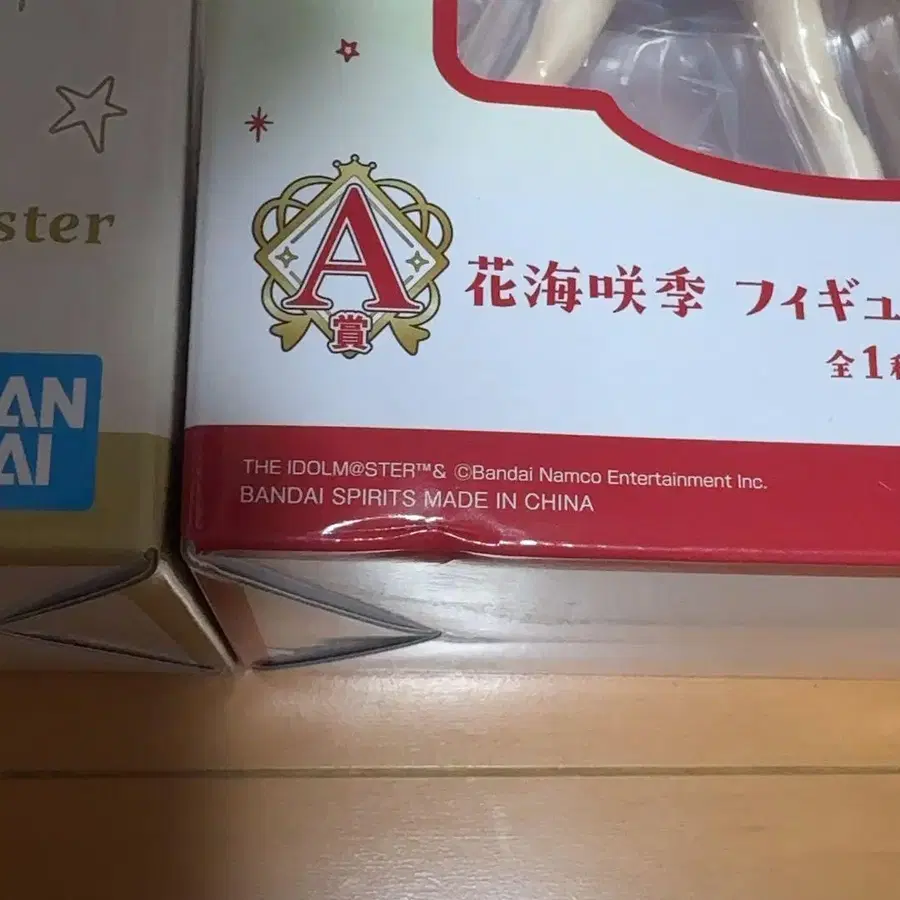 ster
AN
AI
A
賞
花海咲季 フィギュ
全1
THE IDOLM@STER™& ©Bandai Namco Entertainment Inc.
BANDAI SPIRITS MADE IN CHINA